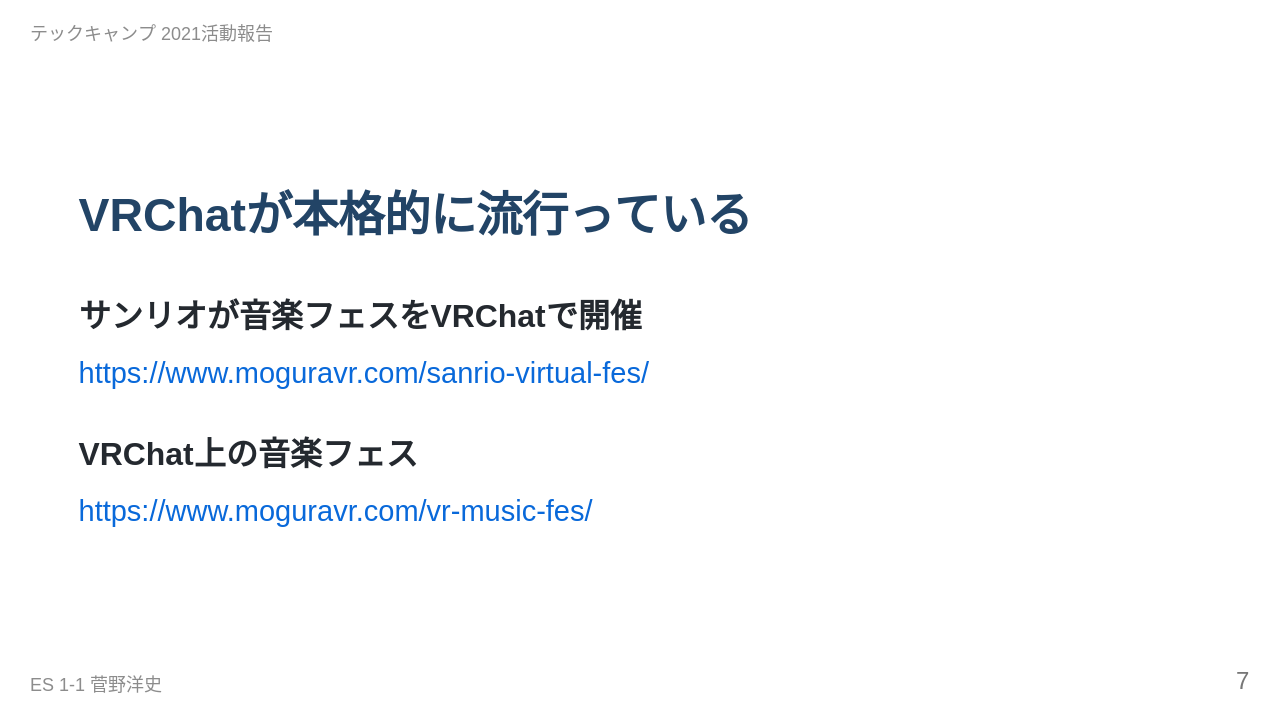 テックキャンプ 2021活動報告
VRChatが本格的に流行っている
サンリオが音楽フェスをVRChatで開催
https://www.moguravr.com/sanrio-virtual-fes/
VRChat上の音楽フェス
https://www.moguravr.com/vr-music-fes/
ES 1-1 菅野洋史
7